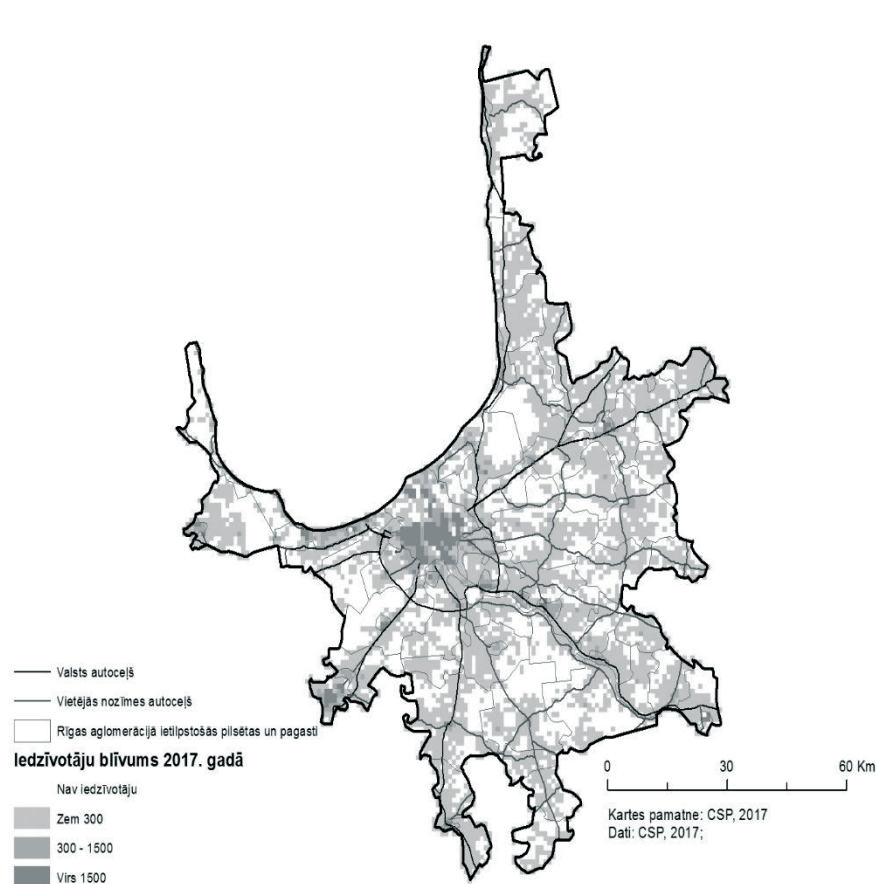 Valsts autoceļš
Vietējās nozīmes autoceļš
Rīgas aglomerācijā ietilpstošās pilsētas un pagasti
Iedzīvotāju blīvums 2017. gadā
Nav iedzīvotāju
Zem 300
300 - 1500
Virs 1500
0 30 60 Km
Kartes pamatne: CSP, 2017
Dati: CSP, 2017;